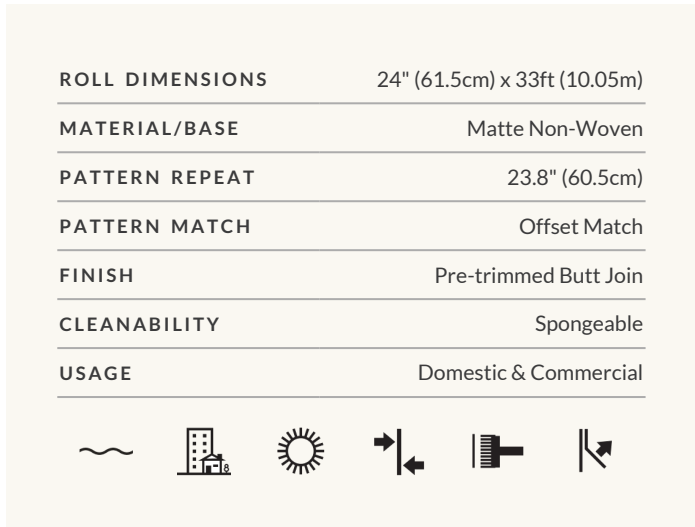 ROLL DIMENSIONS 24" (61.5cm) x 33ft (10.05m)
MATERIAL/BASE Matte Non-Woven
PATTERN REPEAT 23.8" (60.5cm)
PATTERN MATCH Offset Match
FINISH Pre-trimmed Butt Join
CLEANABILITY Spongeable
USAGE Domestic & Commercial